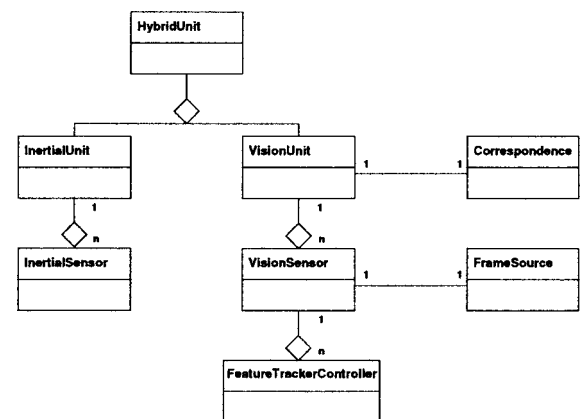 HybridUnit
InertialUnit
VisionUnit
Correspondence
1 1
1 1
n n
InertialSensor
VisionSensor
FrameSource
1 1
1
n
FeatureTrackerController